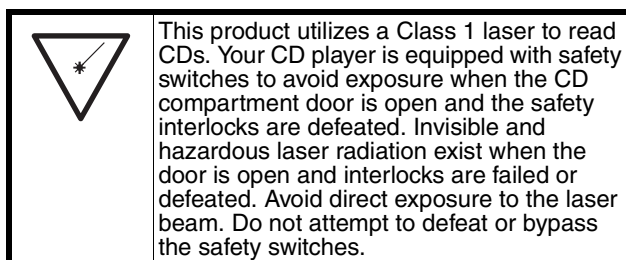 This product utilizes a Class 1 laser to read
CDs. Your CD player is equipped with safety
switches to avoid exposure when the CD
compartment door is open and the safety
interlocks are defeated. Invisible and
hazardous laser radiation exist when the
door is open and interlocks are failed or
defeated. Avoid direct exposure to the laser
beam. Do not attempt to defeat or bypass
the safety switches.